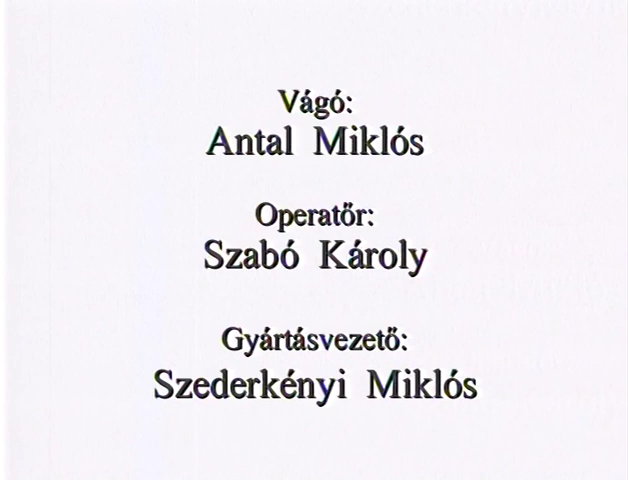 Vágó:
Antal Miklós
Operatőr:
Szabó Károly
Gyártásvezető:
Szederkényi Miklós